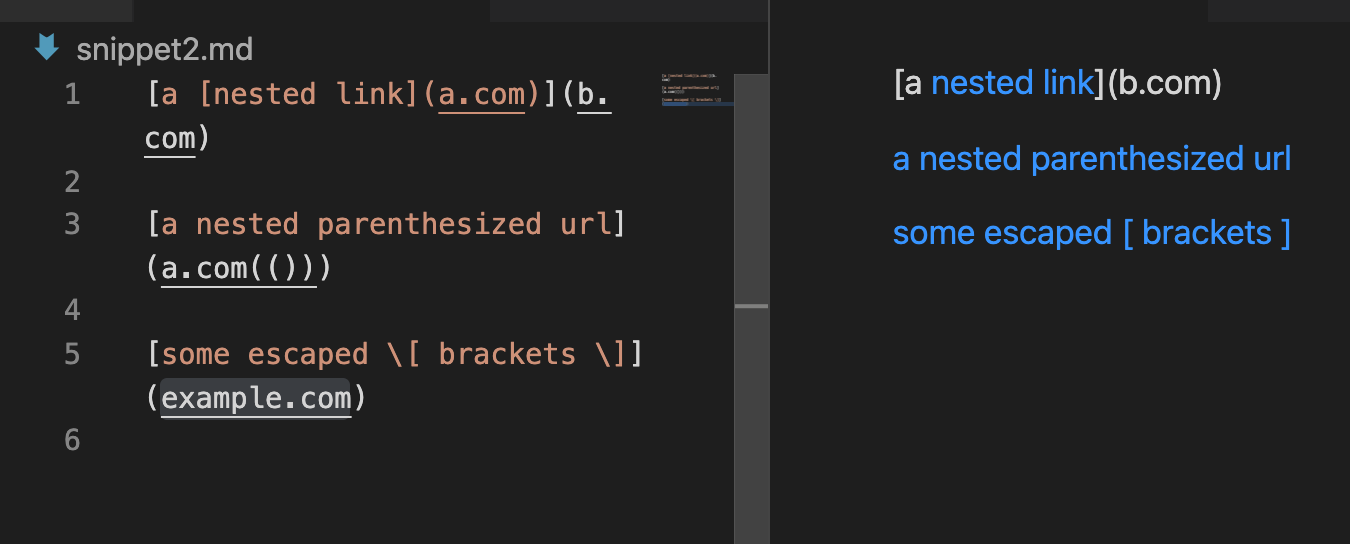 snippet2.md
1 [a [nested link](a.com)](b.
com)
2
3 [a nested parenthesized url]
(a.com(()))
4
5 [some escaped \[ brackets \]]
(example.com)
6
[a nested link](b.com)
a nested parenthesized url
some escaped [ brackets ]